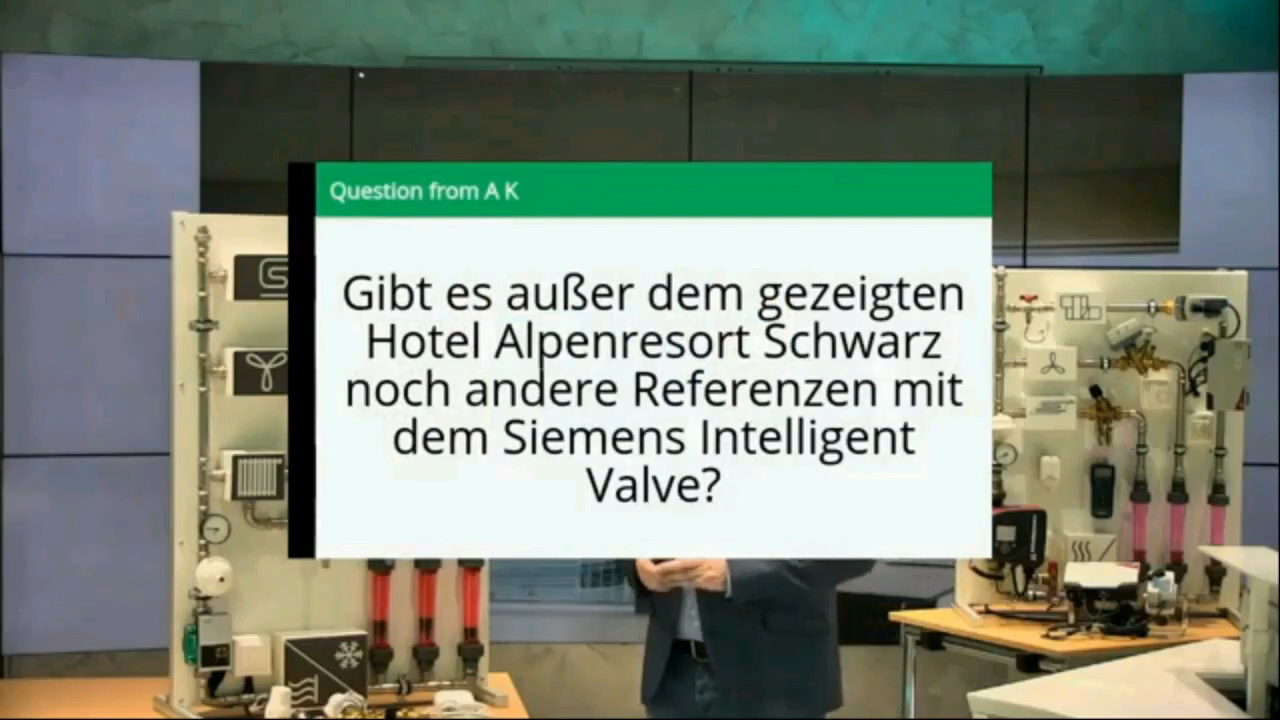 Question from A K
Gibt es außer dem gezeigten
Hotel Alpenresort Schwarz
noch andere Referenzen mit
dem Siemens Intelligent
Valve?